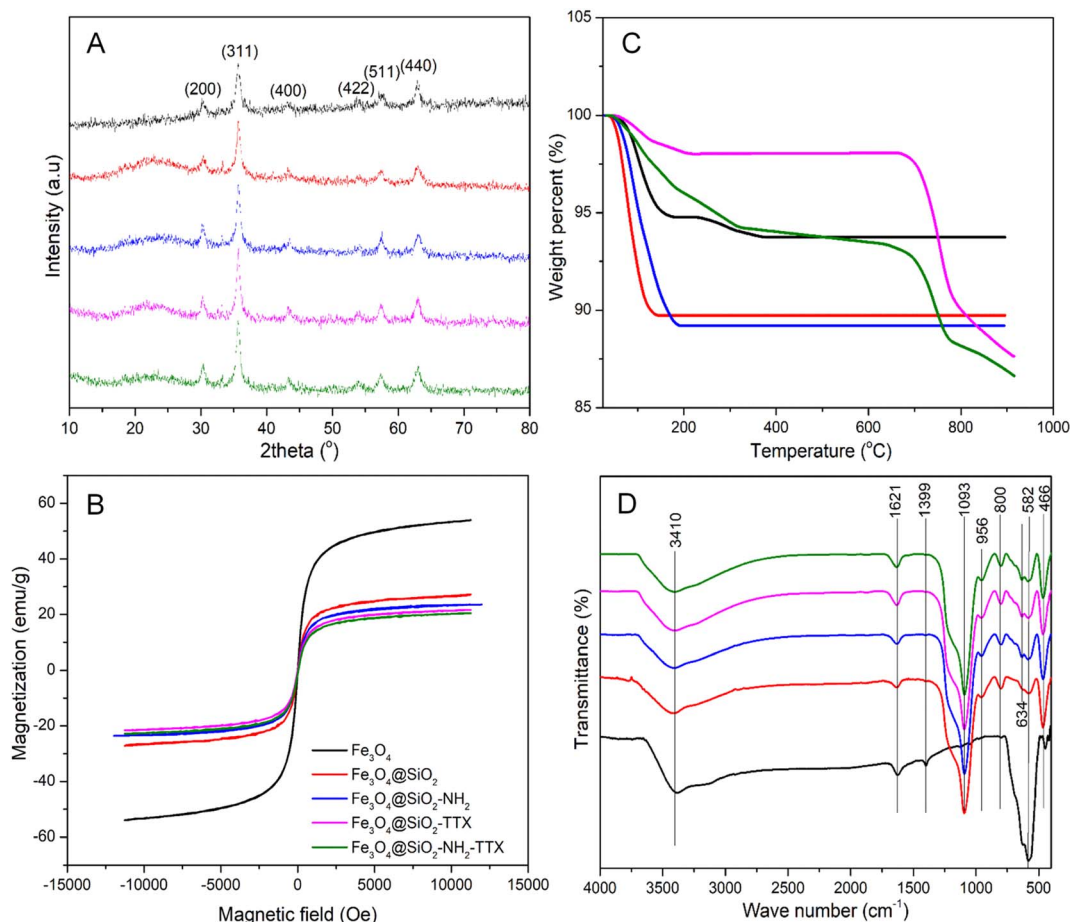 A
(200)
(311)
(400)
(422)
(511)
(440)
Intensity (a.u)
10 20 30 40 50 60 70 80
2theta (°)
C
100
95
90
85
Weight percent (%)
200 400 600 800 1000
Temperature (°C)
B
60
40
20
0
-20
-40
-60
Magnetization (emu/g)
Fe₃O₄
Fe₃O₄@SiO₂
Fe₃O₄@SiO₂-NH₂
Fe₃O₄@SiO₂-TTX
Fe₃O₄@SiO₂-NH₂-TTX
-15000 -10000 -5000 0 5000 10000 15000
Magnetic field (Oe)
D
3410
1621
1399
1093
956
800
634
582
466
Transmittance (%)
4000 3500 3000 2500 2000 1500 1000 500
Wave number (cm⁻¹)